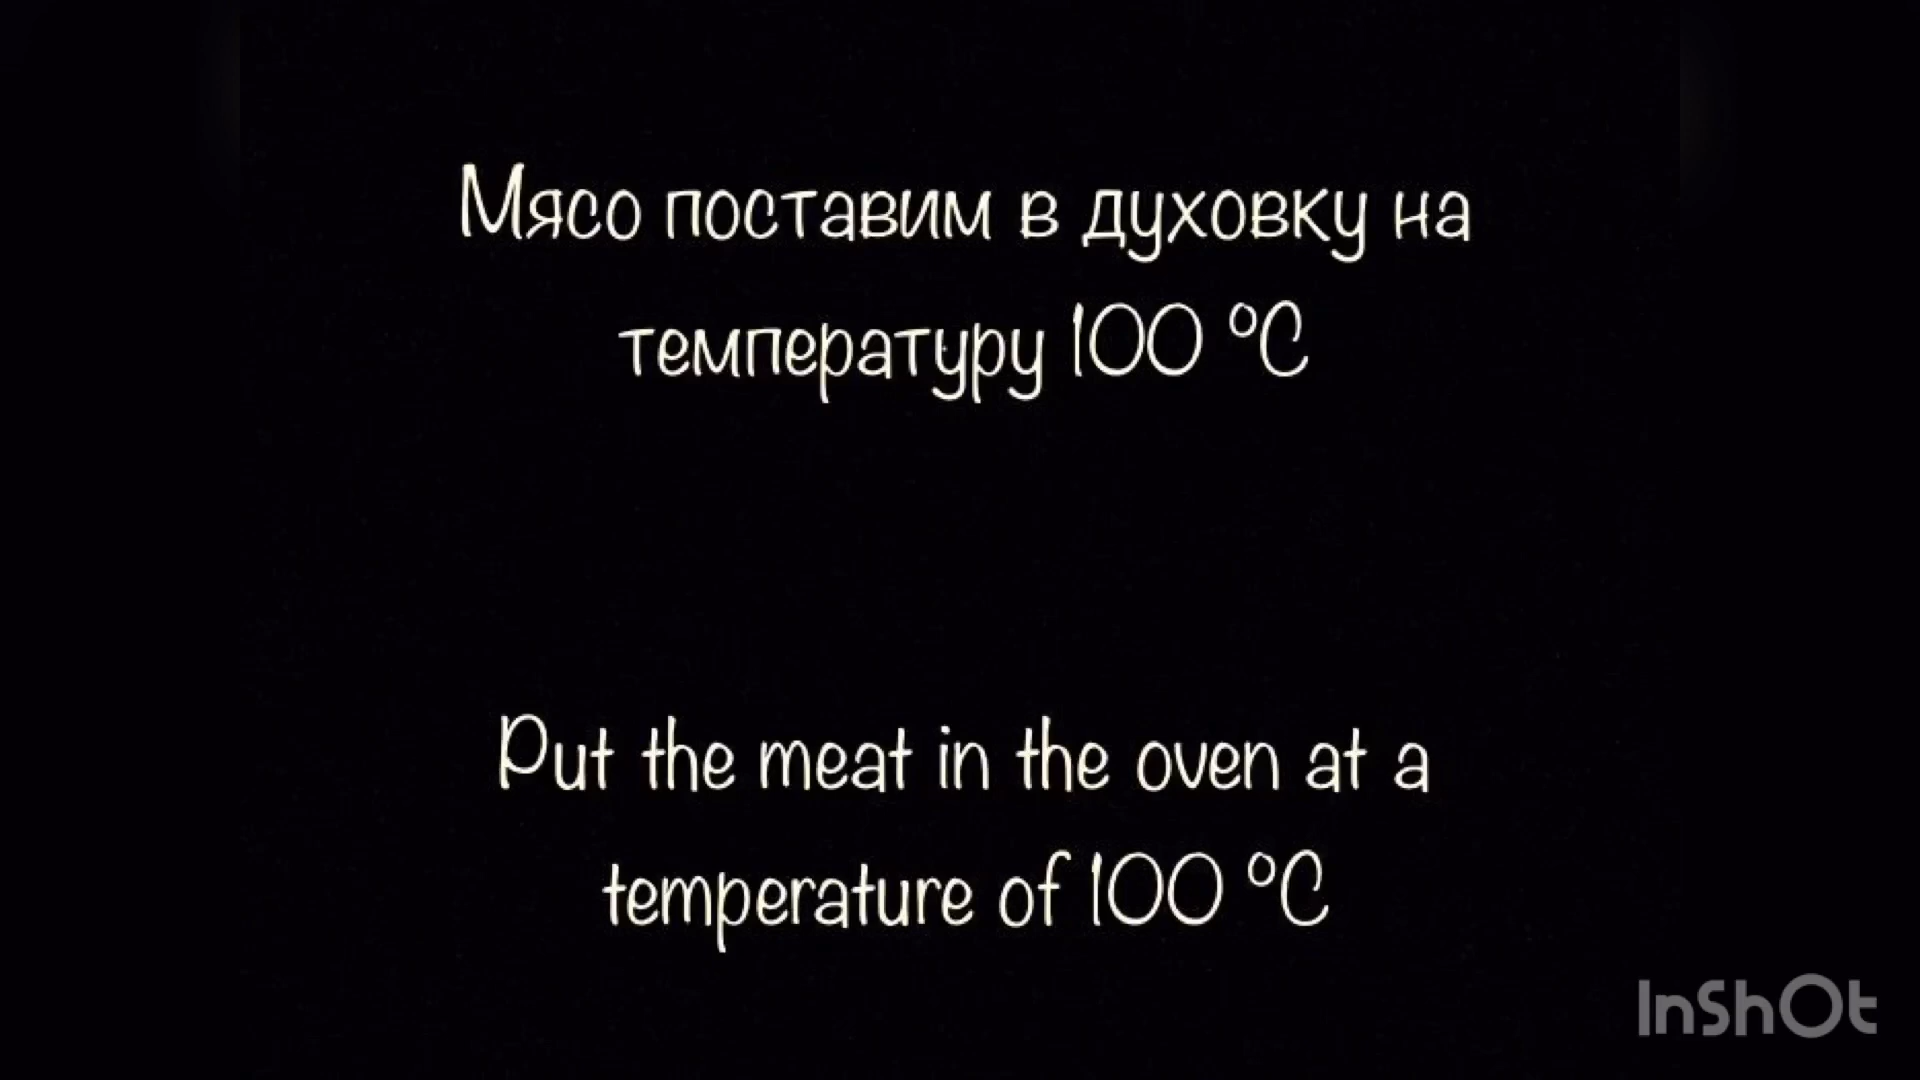 Мясо поставим в духовку на
температуру 100 °C
Put the meat in the oven at a
temperature of 100 °C
InShOt